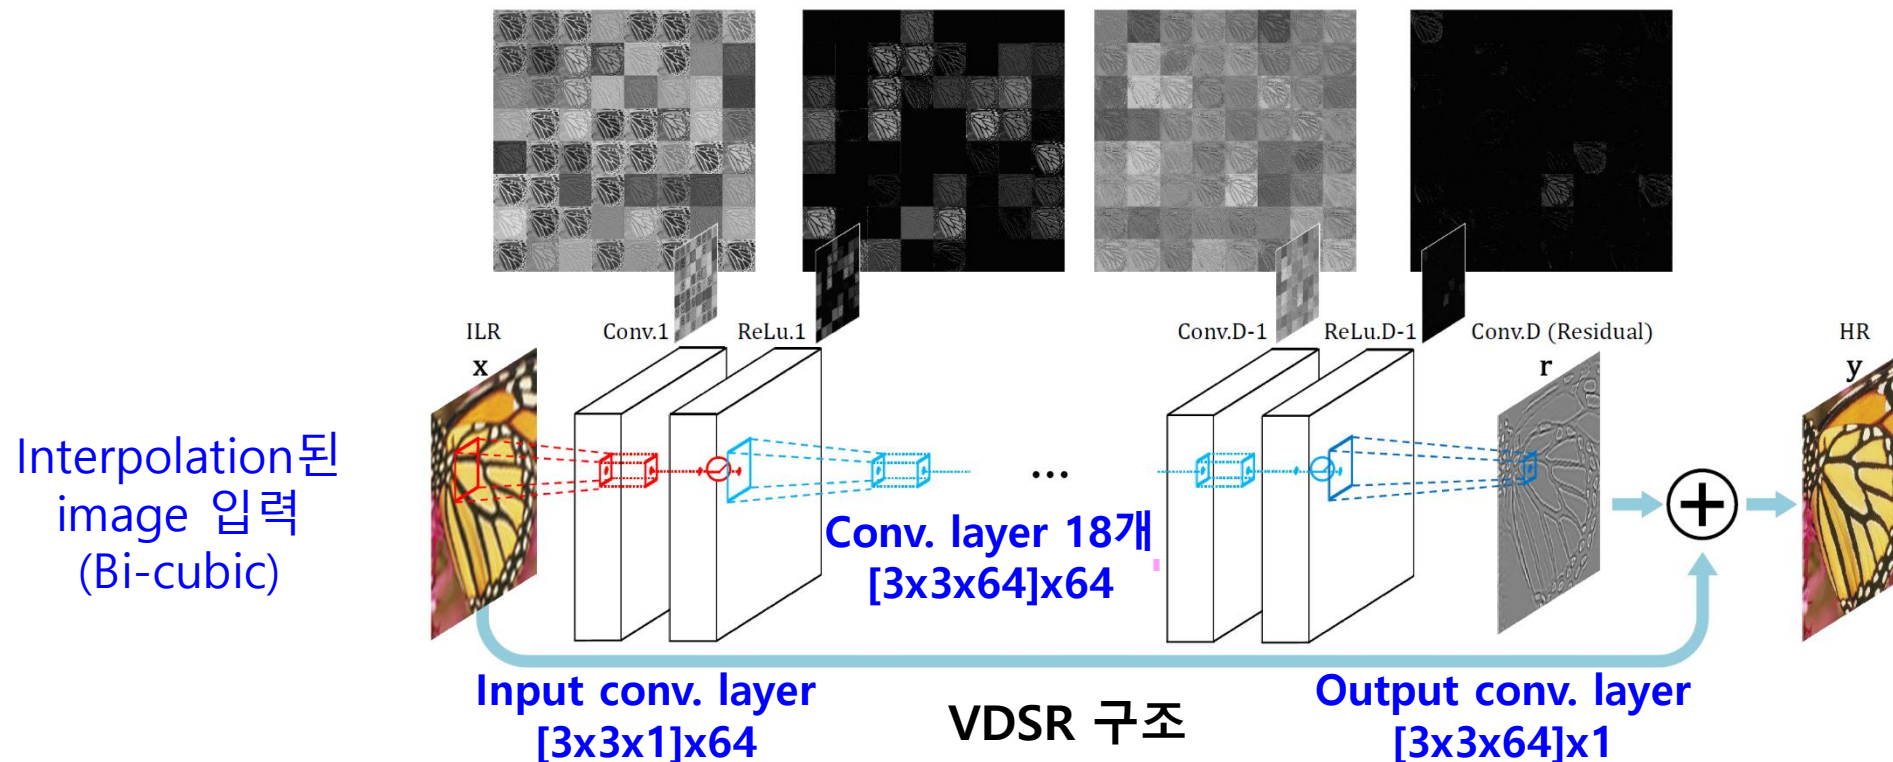 ILR
x
Conv.1
ReLu.1
Conv.D-1
ReLu.D-1
Conv.D (Residual)
r
HR
y
Interpolation된
image 입력
(Bi-cubic)
...
Conv. layer 18개
[3x3x64]x64
Input conv. layer
[3x3x1]x64
VDSR 구조
Output conv. layer
[3x3x64]x1